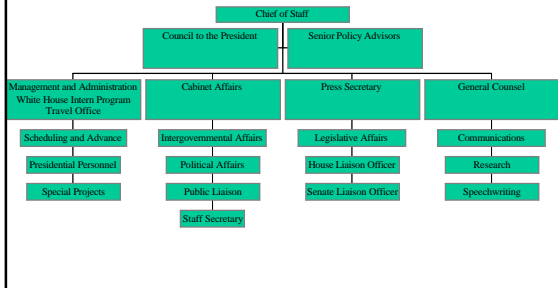 Chief of Staff
Council to the President
Senior Policy Advisors
Management and Administration
White House Intern Program
Travel Office
Cabinet Affairs
Press Secretary
General Counsel
Scheduling and Advance
Intergovernmental Affairs
Legislative Affairs
Communications
Presidential Personnel
Political Affairs
House Liaison Officer
Research
Special Projects
Public Liaison
Senate Liaison Officer
Speechwriting
Staff Secretary